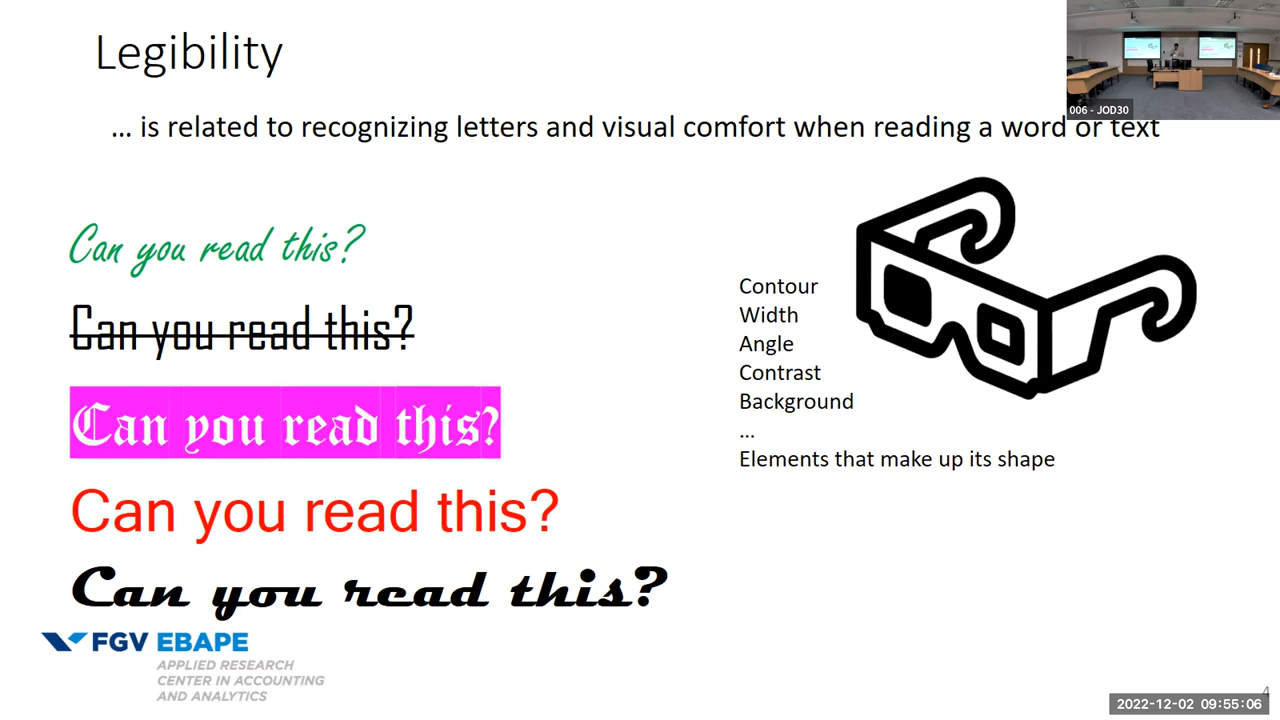 Legibility
006 - JOD30
... is related to recognizing letters and visual comfort when reading a word or text
Can you read this?
Can you read this?
Can you read this?
Can you read this?
Can you read this?
Contour
Width
Angle
Contrast
Background
...
Elements that make up its shape
FGV EBAPE
APPLIED RESEARCH
CENTER IN ACCOUNTING
AND ANALYTICS
4
2022-12-02 09:55:06